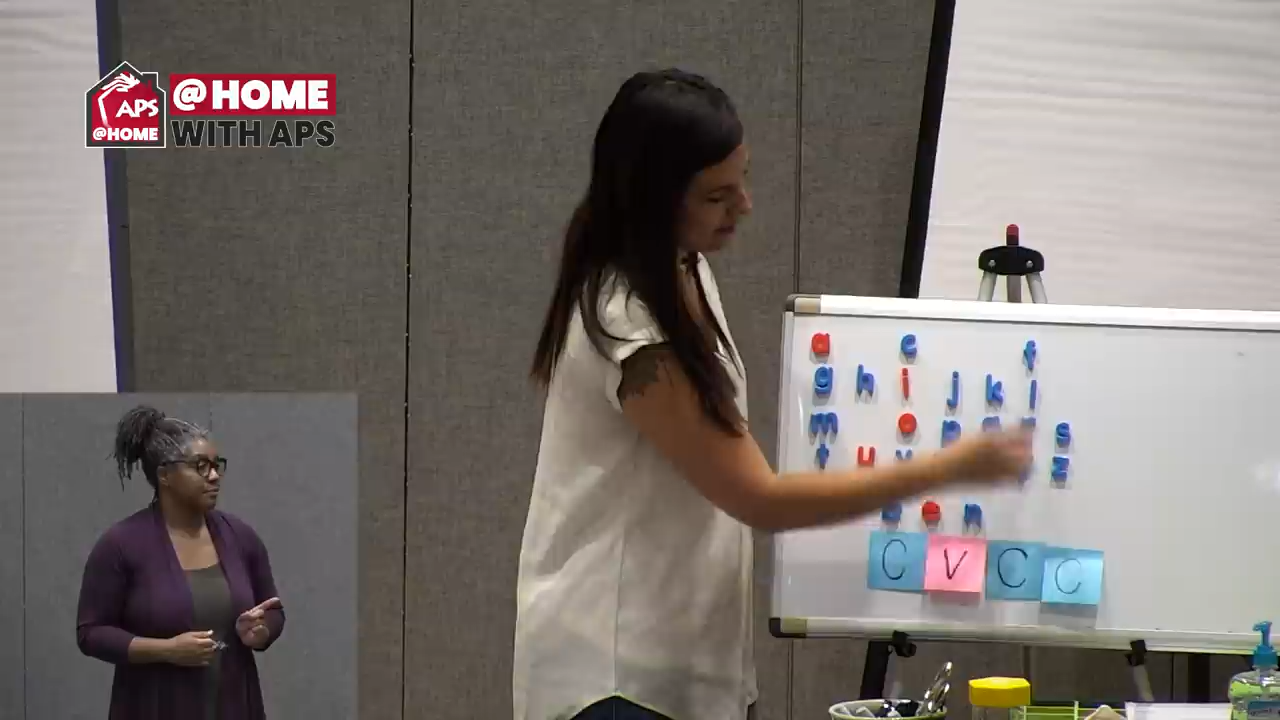 @HOME
APS
@HOME
WITH APS
a c f
g h i j k l
m o p s
t u z
e n
C V C C